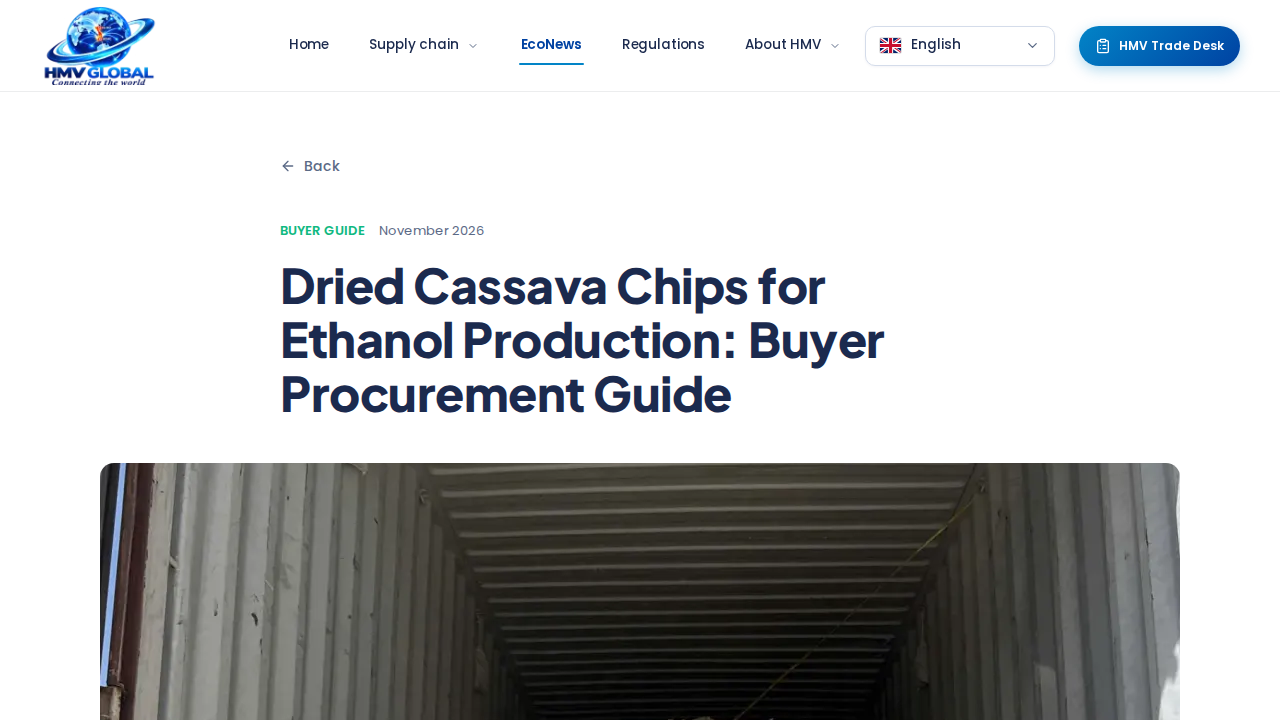 HMV GLOBAL
Connecting the world
Home
Supply chain
EcoNews
Regulations
About HMV
English
HMV Trade Desk
Back
BUYER GUIDE
November 2026
Dried Cassava Chips for
Ethanol Production: Buyer
Procurement Guide